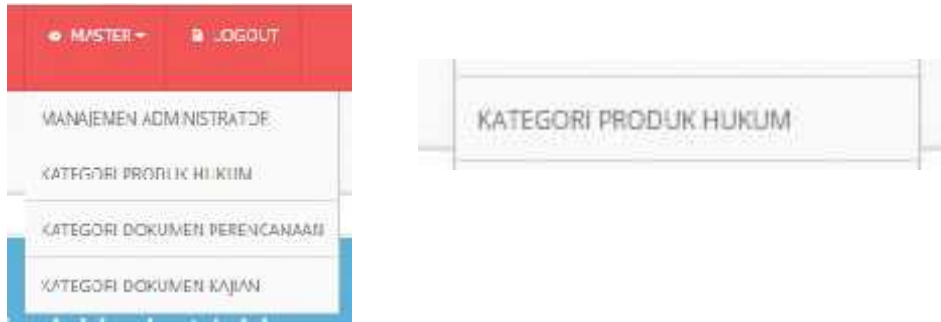 MASTER
LOGOUT
MANAJEMEN ADMINISTRATOR
KATEGORI PRODUK HUKUM
KATEGORI DOKUMEN PERENCANAAN
KATEGORI DOKUMEN KAJIAN
KATEGORI PRODUK HUKUM